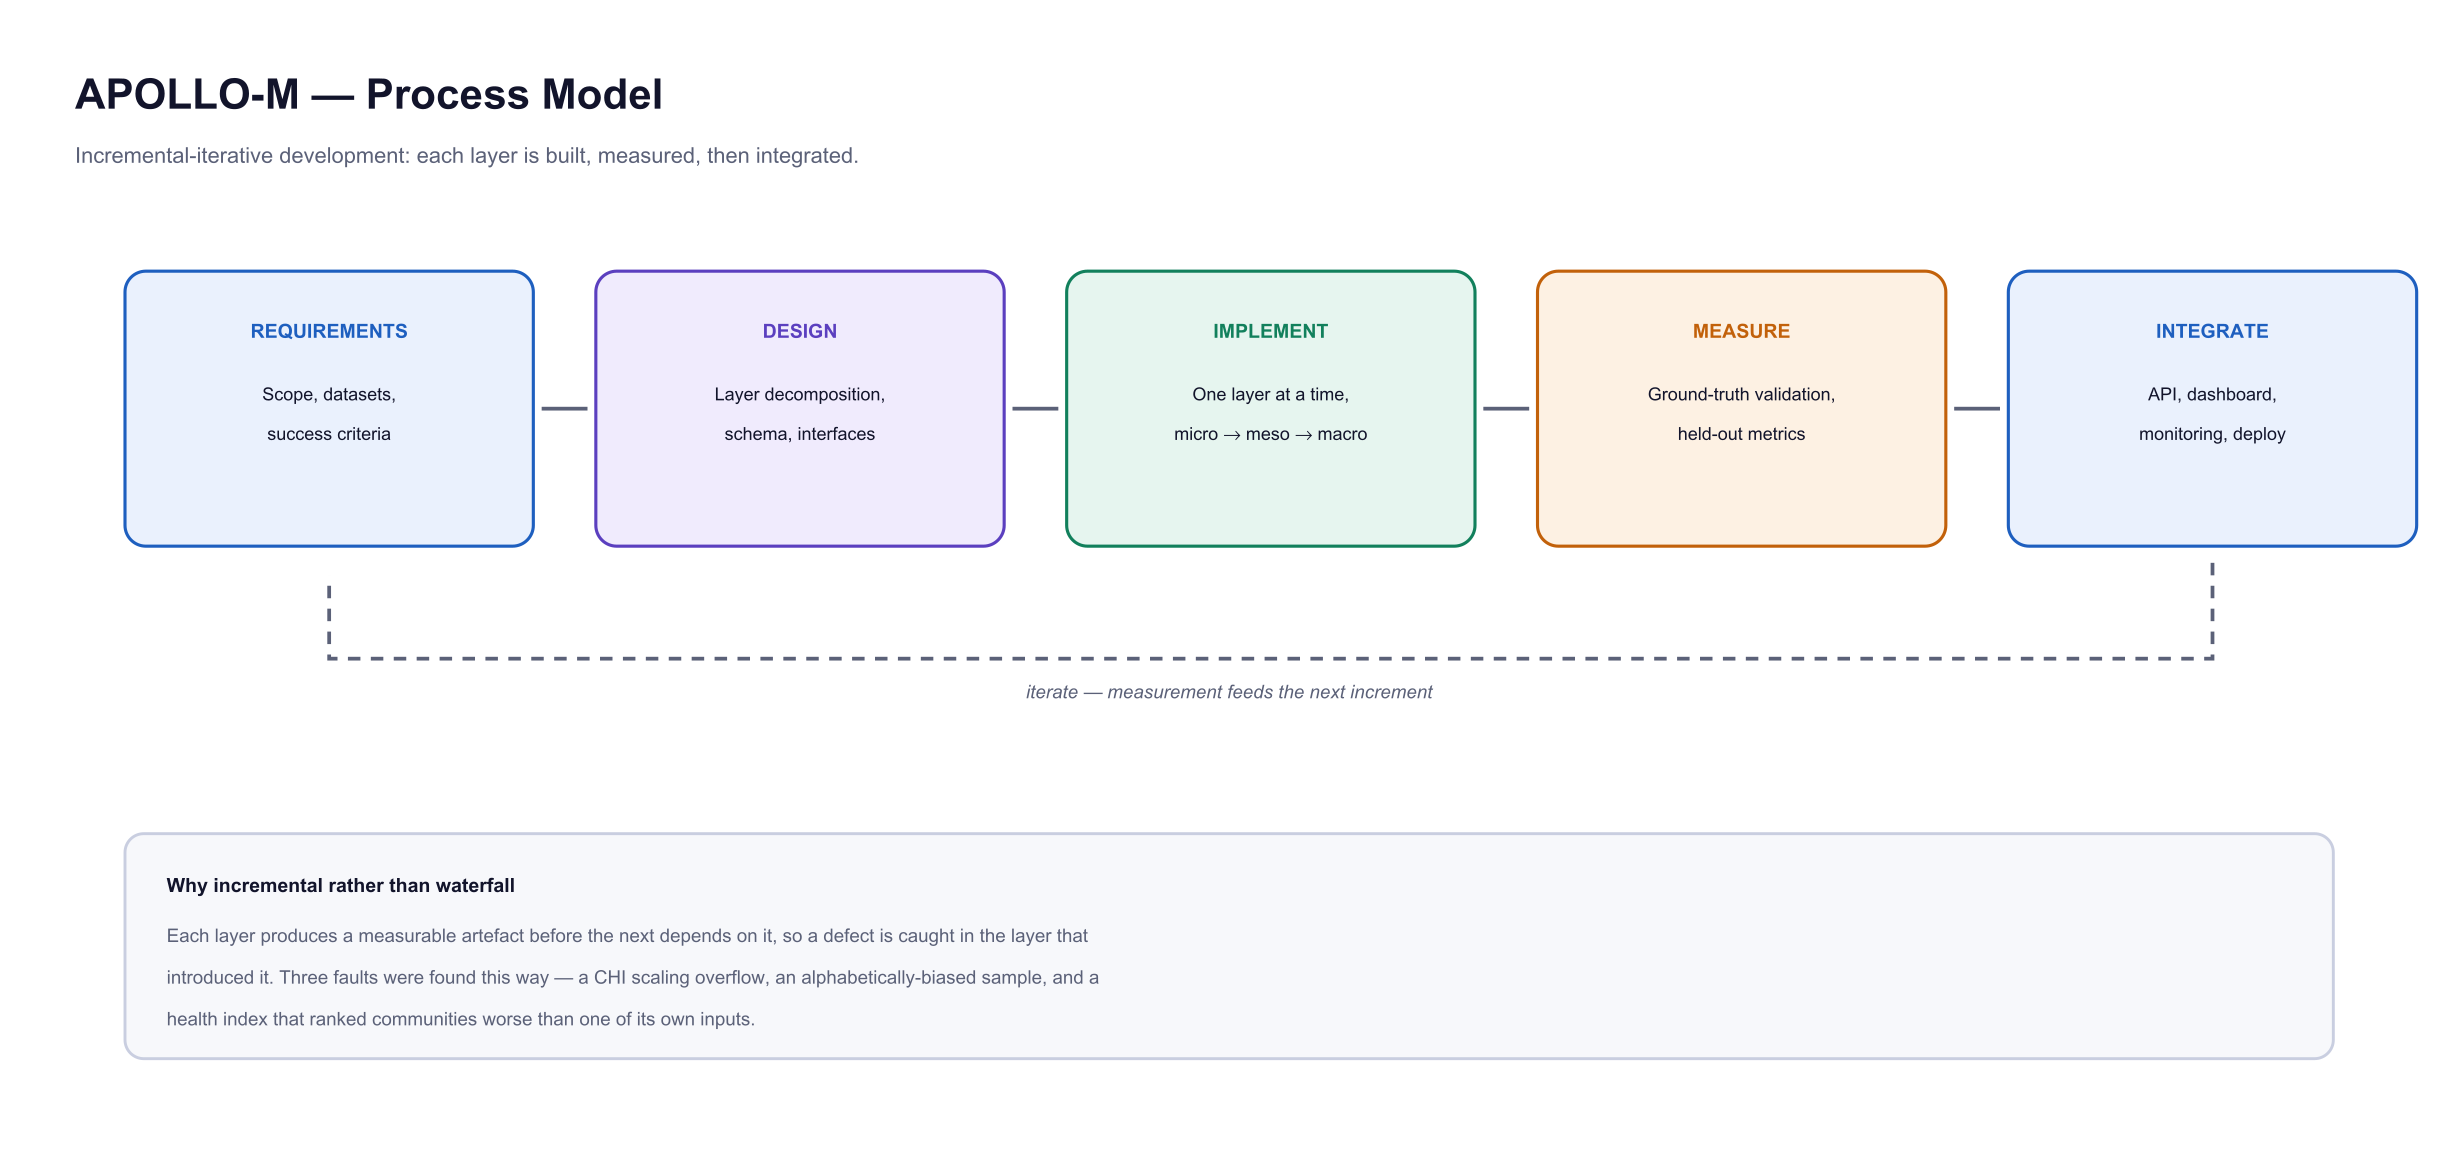 APOLLO-M — Process Model
Incremental-iterative development: each layer is built, measured, then integrated.
REQUIREMENTS
Scope, datasets,
success criteria
DESIGN
Layer decomposition,
schema, interfaces
IMPLEMENT
One layer at a time,
micro → meso → macro
MEASURE
Ground-truth validation,
held-out metrics
INTEGRATE
API, dashboard,
monitoring, deploy
iterate — measurement feeds the next increment
Why incremental rather than waterfall
Each layer produces a measurable artefact before the next depends on it, so a defect is caught in the layer that
introduced it. Three faults were found this way — a CHI scaling overflow, an alphabetically-biased sample, and a
health index that ranked communities worse than one of its own inputs.